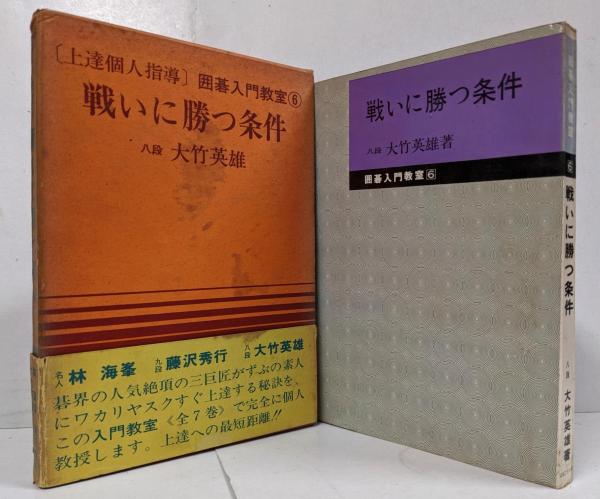 〔上達個人指導〕囲碁入門教室⑥
戦いに勝つ条件
八段 大竹英雄
名人 林 海峯 九段 藤沢秀行 八段 大竹英雄
碁界の人気絶項の三巨匠がずぶの素人
にワカリヤスクすぐ上達する秘訣を、
この入門教室《全7巻》で完全に個人
教授します。上達への最短距離!!
戦いに勝つ条件
八段 大竹英雄著
囲碁入門教室6
囲碁入門教室
6
戦いに勝つ条件
八段 大竹英雄著